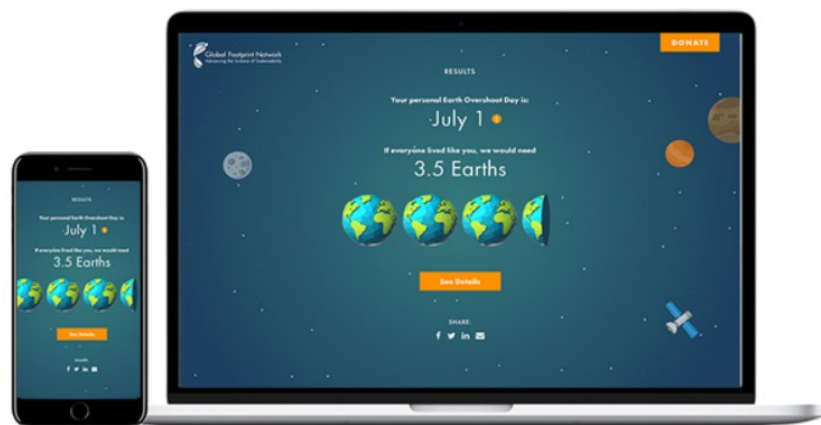 Global Footprint Network
Advancing the Science of Sustainability
DONATE
RESULTS
Your personal Earth Overshoot Day is:
July 1
If everyone lived like you, we would need
3.5 Earths
See Details
SHARE:
RESULTS
Your personal Earth Overshoot Day is
July 1
If everyone lived like you, we would need
3.5 Earths
See Details
SHARE: